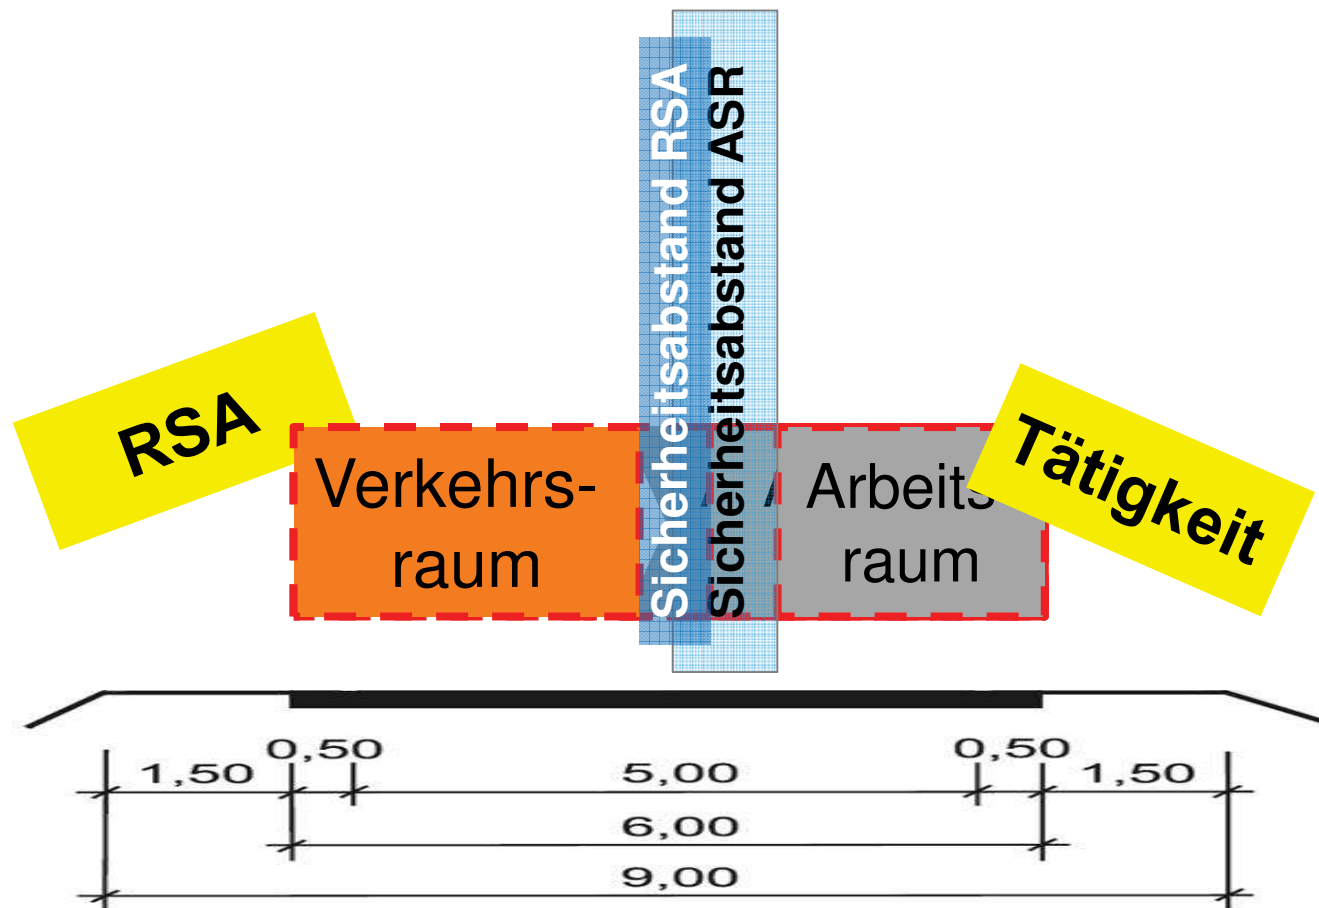 Sicherheitsabstand RSA
Sicherheitsabstand ASR
RSA
Tätigkeit
Verkehrs-
raum
Arbeits
raum
0,50
0,50
1,50
5,00
1,50
6,00
9,00